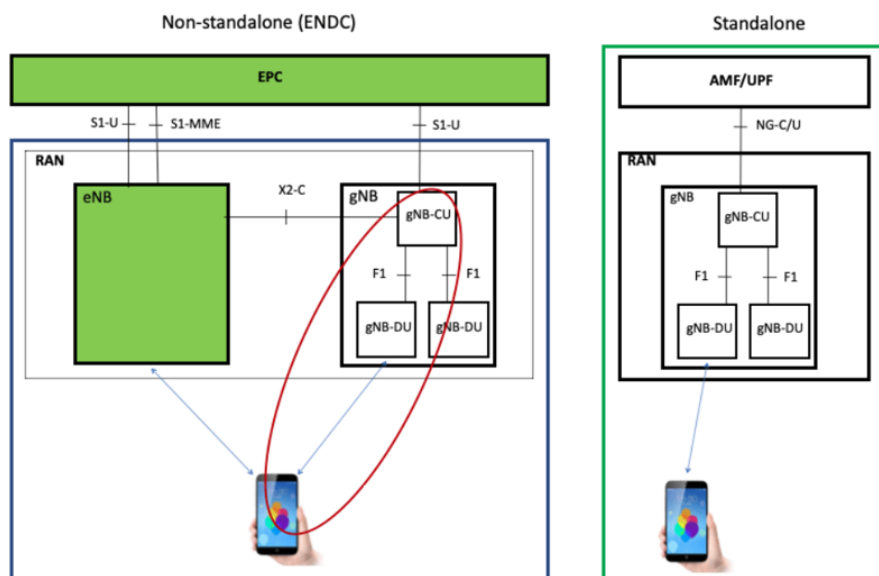 Non-standalone (ENDC)
Standalone
EPC
AMF/UPF
S1-U
S1-MME
S1-U
NG-C/U
RAN
RAN
eNB
X2-C
gNB
gNB-CU
F1
F1
gNB-DU
gNB-DU
gNB
gNB-CU
F1
F1
gNB-DU
gNB-DU